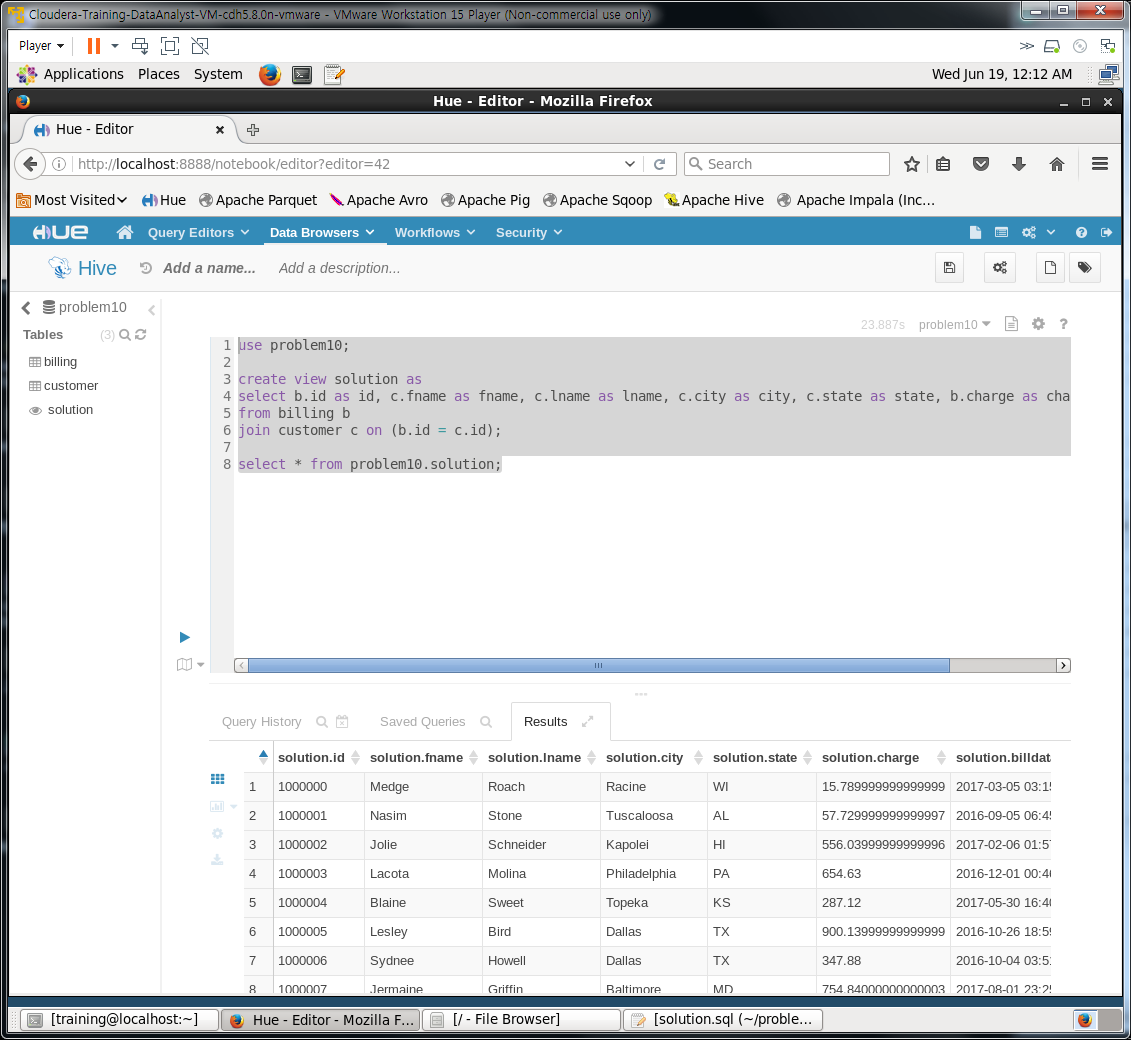 Cloudera-Training-DataAnalyst-VM-cdh5.8.0n-vmware - VMware Workstation 15 Player (Non-commercial use only)
Player
Applications Places System Wed Jun 19, 12:12 AM
Hue - Editor - Mozilla Firefox
Hue - Editor
http://localhost:8888/notebook/editor?editor=42 Search
Most Visited Hue Apache Parquet Apache Avro Apache Pig Apache Sqoop Apache Hive Apache Impala (Inc...
HUE Query Editors Data Browsers Workflows Security
Hive Add a name... Add a description...
problem10
Tables (3)
billing
customer
solution
23.887s problem10 ?
1 use problem10;
2
3 create view solution as
4 select b.id as id, c.fname as fname, c.lname as lname, c.city as city, c.state as state, b.charge as cha
5 from billing b
6 join customer c on (b.id = c.id);
7
8 select * from problem10.solution;
Query History Saved Queries Results
solution.id solution.fname solution.lname solution.city solution.state solution.charge solution.billdat
1 1000000 Medge Roach Racine WI 15.789999999999999 2017-03-05 03:15
2 1000001 Nasim Stone Tuscaloosa AL 57.729999999999997 2016-09-05 06:45
3 1000002 Jolie Schneider Kapolei HI 556.03999999999996 2017-02-06 01:57
4 1000003 Lacota Molina Philadelphia PA 654.63 2016-12-01 00:46
5 1000004 Blaine Sweet Topeka KS 287.12 2017-05-30 16:40
6 1000005 Lesley Bird Dallas TX 900.13999999999999 2016-10-26 18:59
7 1000006 Sydnee Howell Dallas TX 347.88 2016-10-04 03:51
8 1000007 Jermaine Griffin Baltimore MD 754.84000000000003 2017-08-01 23:25
[training@localhost:~] Hue - Editor - Mozilla F... [/ - File Browser] [solution.sql (~/proble...